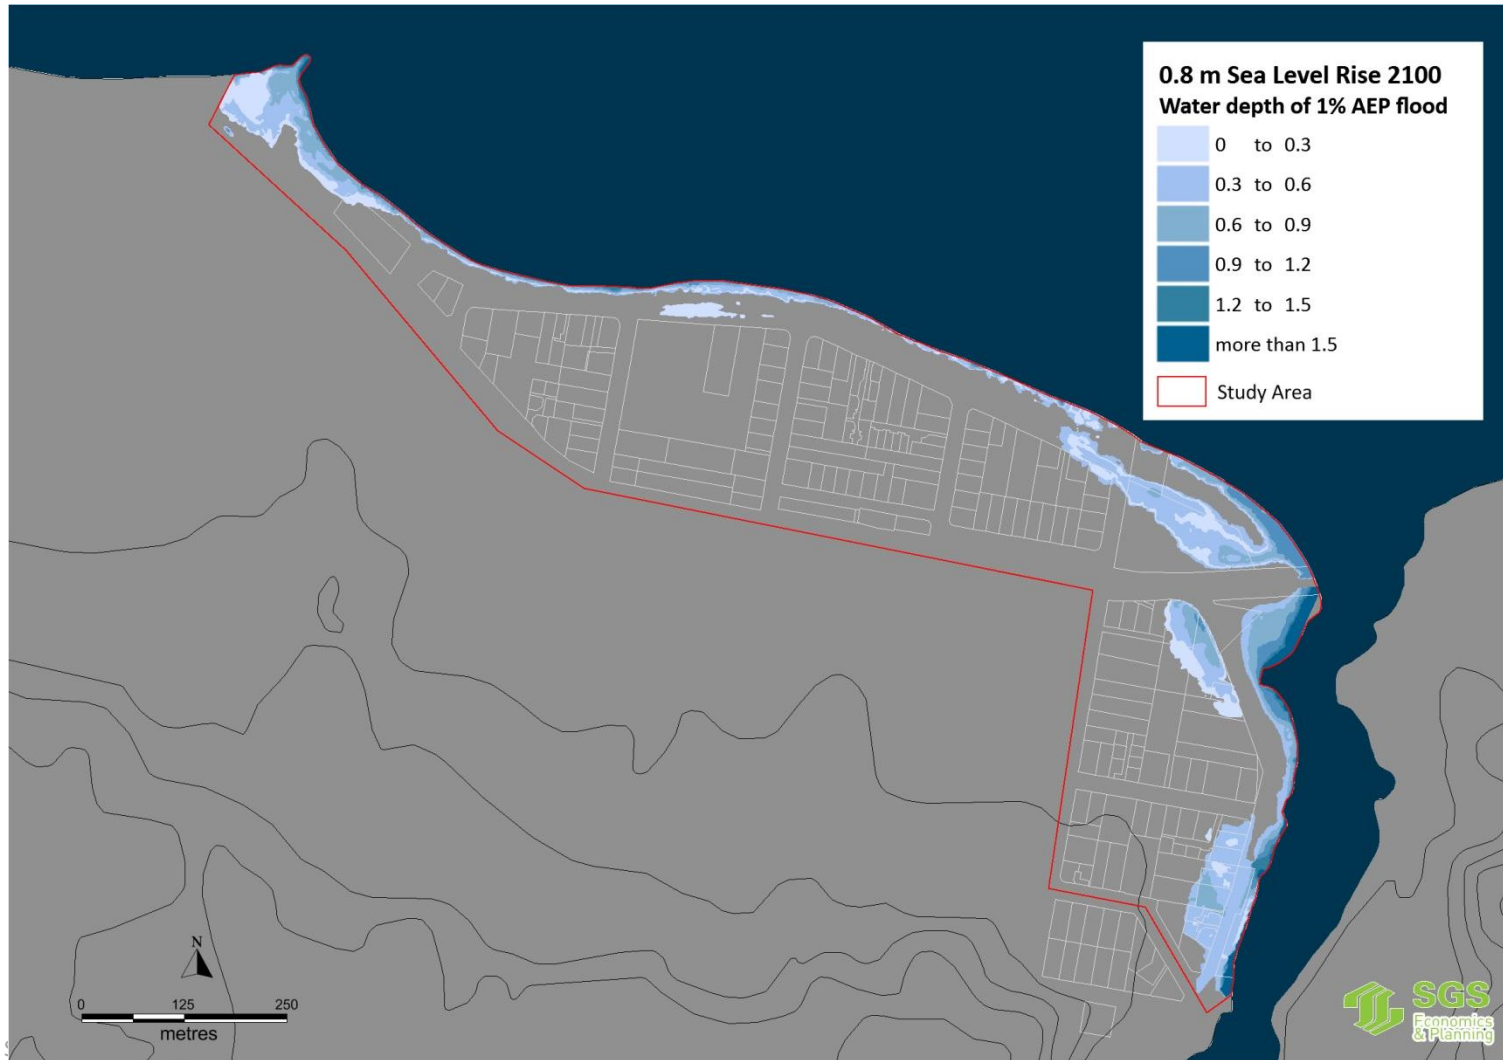 0.8 m Sea Level Rise 2100
Water depth of 1% AEP flood
0 to 0.3
0.3 to 0.6
0.6 to 0.9
0.9 to 1.2
1.2 to 1.5
more than 1.5
Study Area
N
0 125 250
metres
SGS
Economics
& Planning